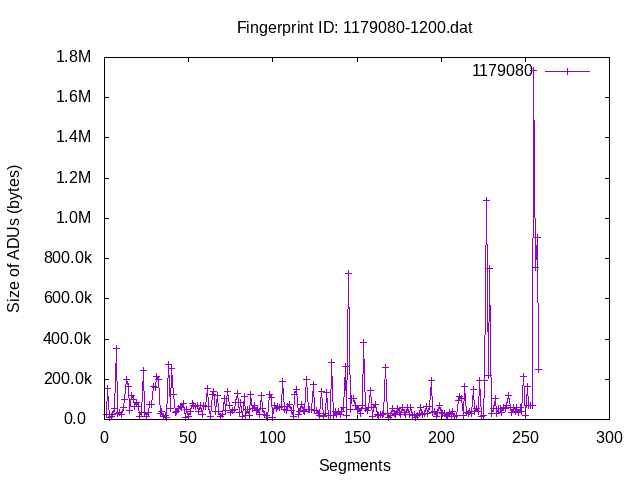 Fingerprint ID: 1179080-1200.dat
1.8M
1179080
1.6M
1.4M
1.2M
1.0M
800.0k
600.0k
400.0k
200.0k
0.0
Size of ADUs (bytes)
0 50 100 150 200 250 300
Segments